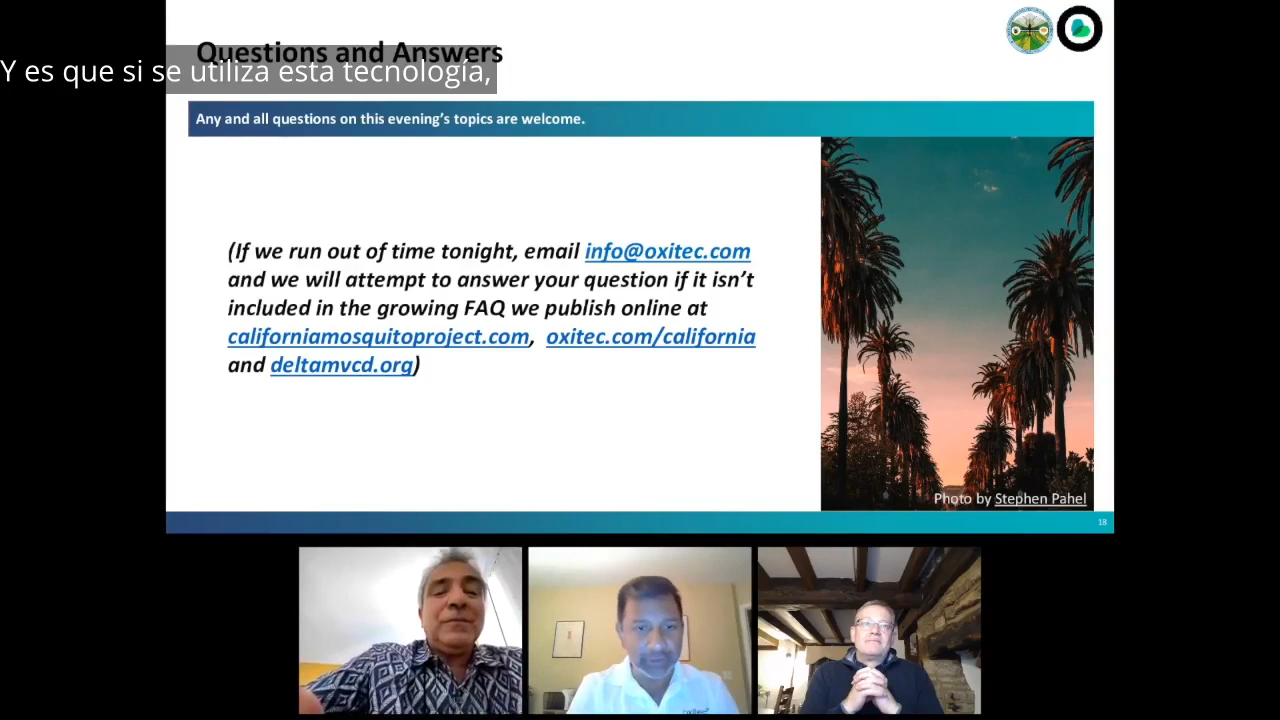 Questions and Answers
Y es que si se utiliza esta tecnología,
Any and all questions on this evening’s topics are welcome.
(If we run out of time tonight, email info@oxitec.com
and we will attempt to answer your question if it isn’t
included in the growing FAQ we publish online at
californiamosquitoproject.com, oxitec.com/california
and deltamvcd.org)
Photo by Stephen Pahel
18